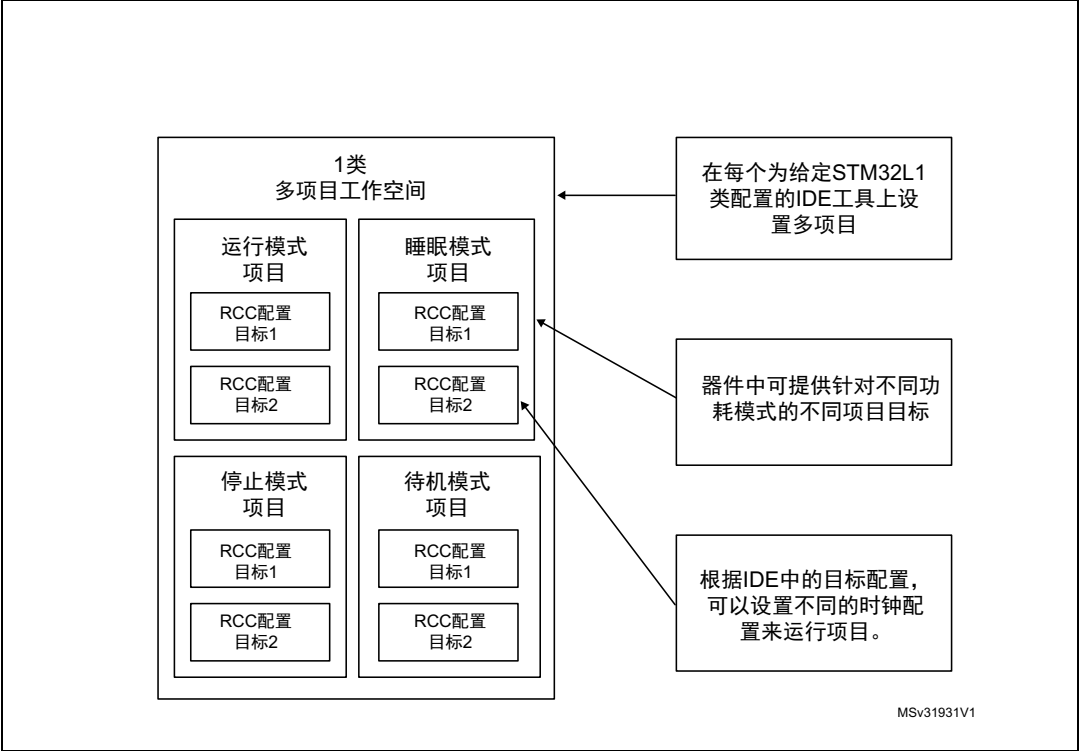 1类
多项目工作空间
运行模式
项目
RCC配置
目标1
RCC配置
目标2
睡眠模式
项目
RCC配置
目标1
RCC配置
目标2
停止模式
项目
RCC配置
目标1
RCC配置
目标2
待机模式
项目
RCC配置
目标1
RCC配置
目标2
在每个为给定STM32L1
类配置的IDE工具上设
置多项目
器件中可提供针对不同功
耗模式的不同项目目标
根据IDE中的目标配置，
可以设置不同的时钟配
置来运行项目。
MSv31931V1